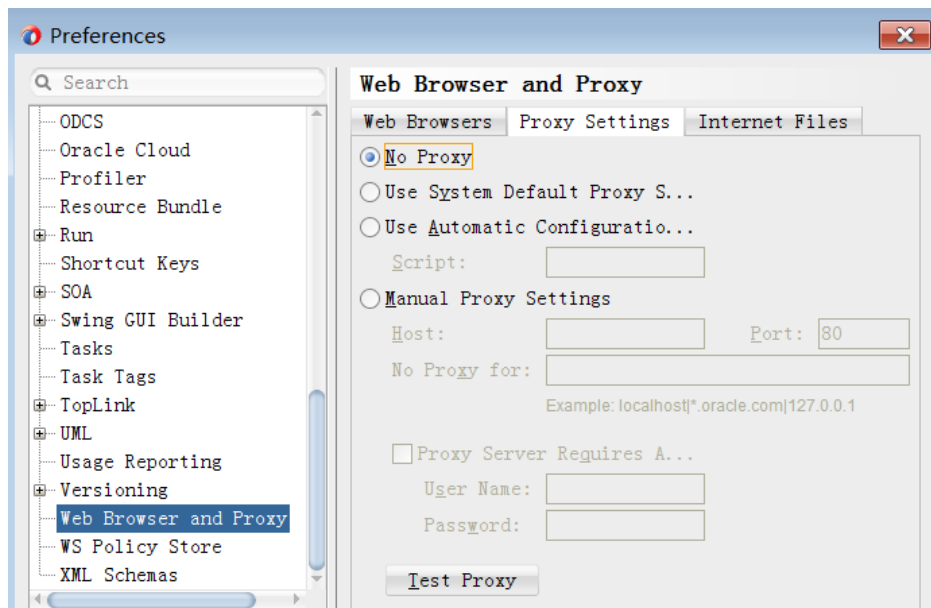 Preferences
Search
ODCS
Oracle Cloud
Profiler
Resource Bundle
Run
Shortcut Keys
SOA
Swing GUI Builder
Tasks
Task Tags
TopLink
UML
Usage Reporting
Versioning
Web Browser and Proxy
WS Policy Store
XML Schemas
Web Browser and Proxy
Web Browsers Proxy Settings Internet Files
No Proxy
Use System Default Proxy S...
Use Automatic Configuratio...
Script:
Manual Proxy Settings
Host: Port: 80
No Proxy for:
Example: localhost|*.oracle.com|127.0.0.1
Proxy Server Requires A...
User Name:
Password:
Test Proxy